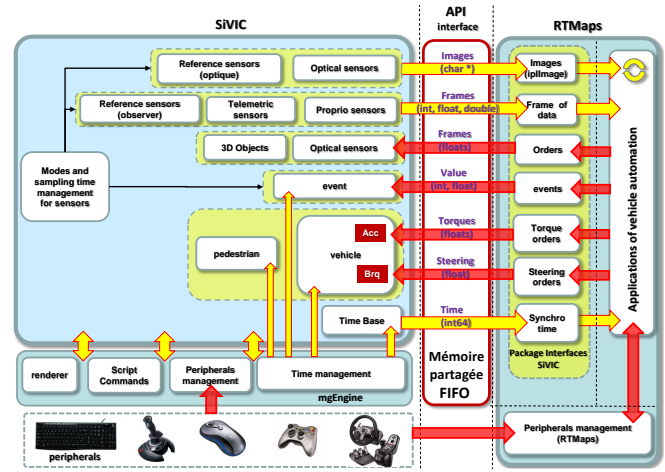 SiVIC
API
interface
RTMaps
Reference sensors
(optique)
Optical sensors
Images
(char *)
Images
(iplImage)
Reference sensors
(observer)
Telemetric
sensors
Proprio sensors
Frames
(int, float, double)
Frame of
data
3D Objects
Optical sensors
Frames
(floats)
Orders
Modes and
sampling time
management
for sensors
event
Value
(int, float)
events
Acc
Torques
(floats)
Torque
orders
pedestrian
vehicle
Brq
Steering
(float)
Steering
orders
Time Base
Time
(int64)
Synchro
time
Applications of vehicle automation
Package Interfaces
SiVIC
renderer
Script
Commands
Peripherals
management
Time management
mgEngine
Mémoire
partagée
FIFO
peripherals
Peripherals management
(RTMaps)